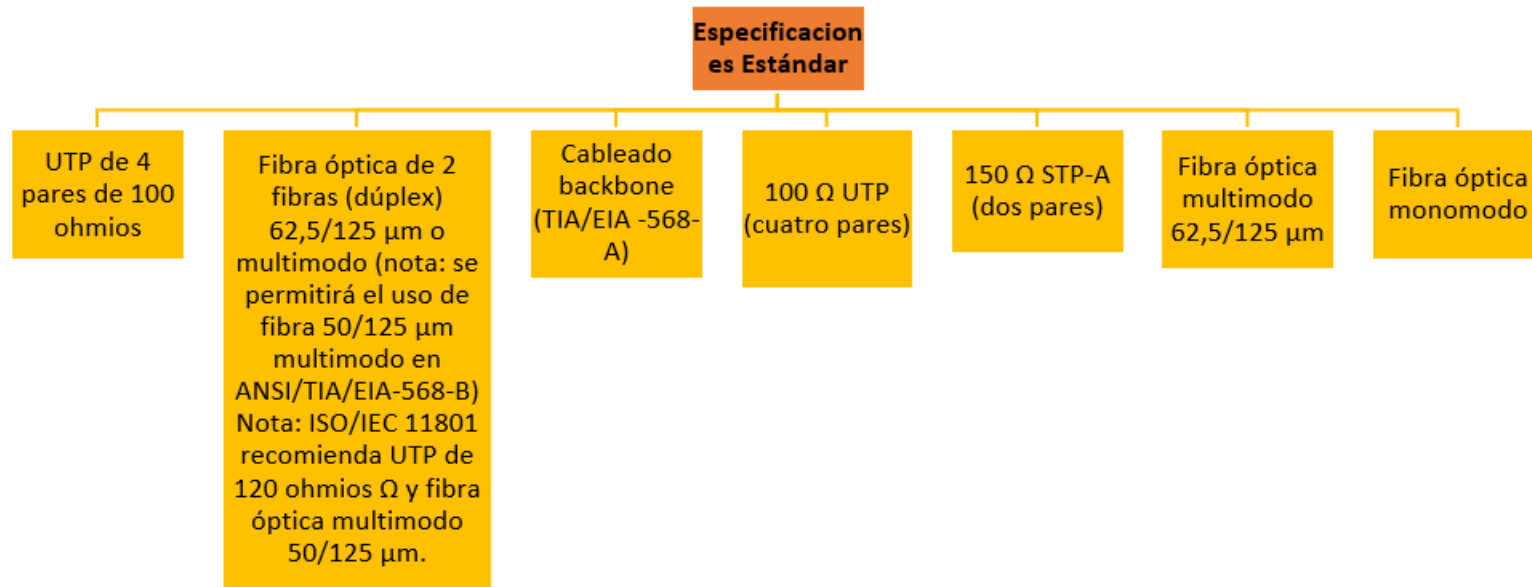 Especificacion
es Estándar
UTP de 4
pares de 100
ohmios
Fibra óptica de 2
fibras (dúplex)
62,5/125 µm o
multimodo (nota: se
permitirá el uso de
fibra 50/125 µm
multimodo en
ANSI/TIA/EIA-568-B)
Nota: ISO/IEC 11801
recomienda UTP de
120 ohmios Ω y fibra
óptica multimodo
50/125 µm.
Cableado
backbone
(TIA/EIA -568-
A)
100 Ω UTP
(cuatro pares)
150 Ω STP-A
(dos pares)
Fibra óptica
multimodo
62,5/125 µm
Fibra óptica
monomodo